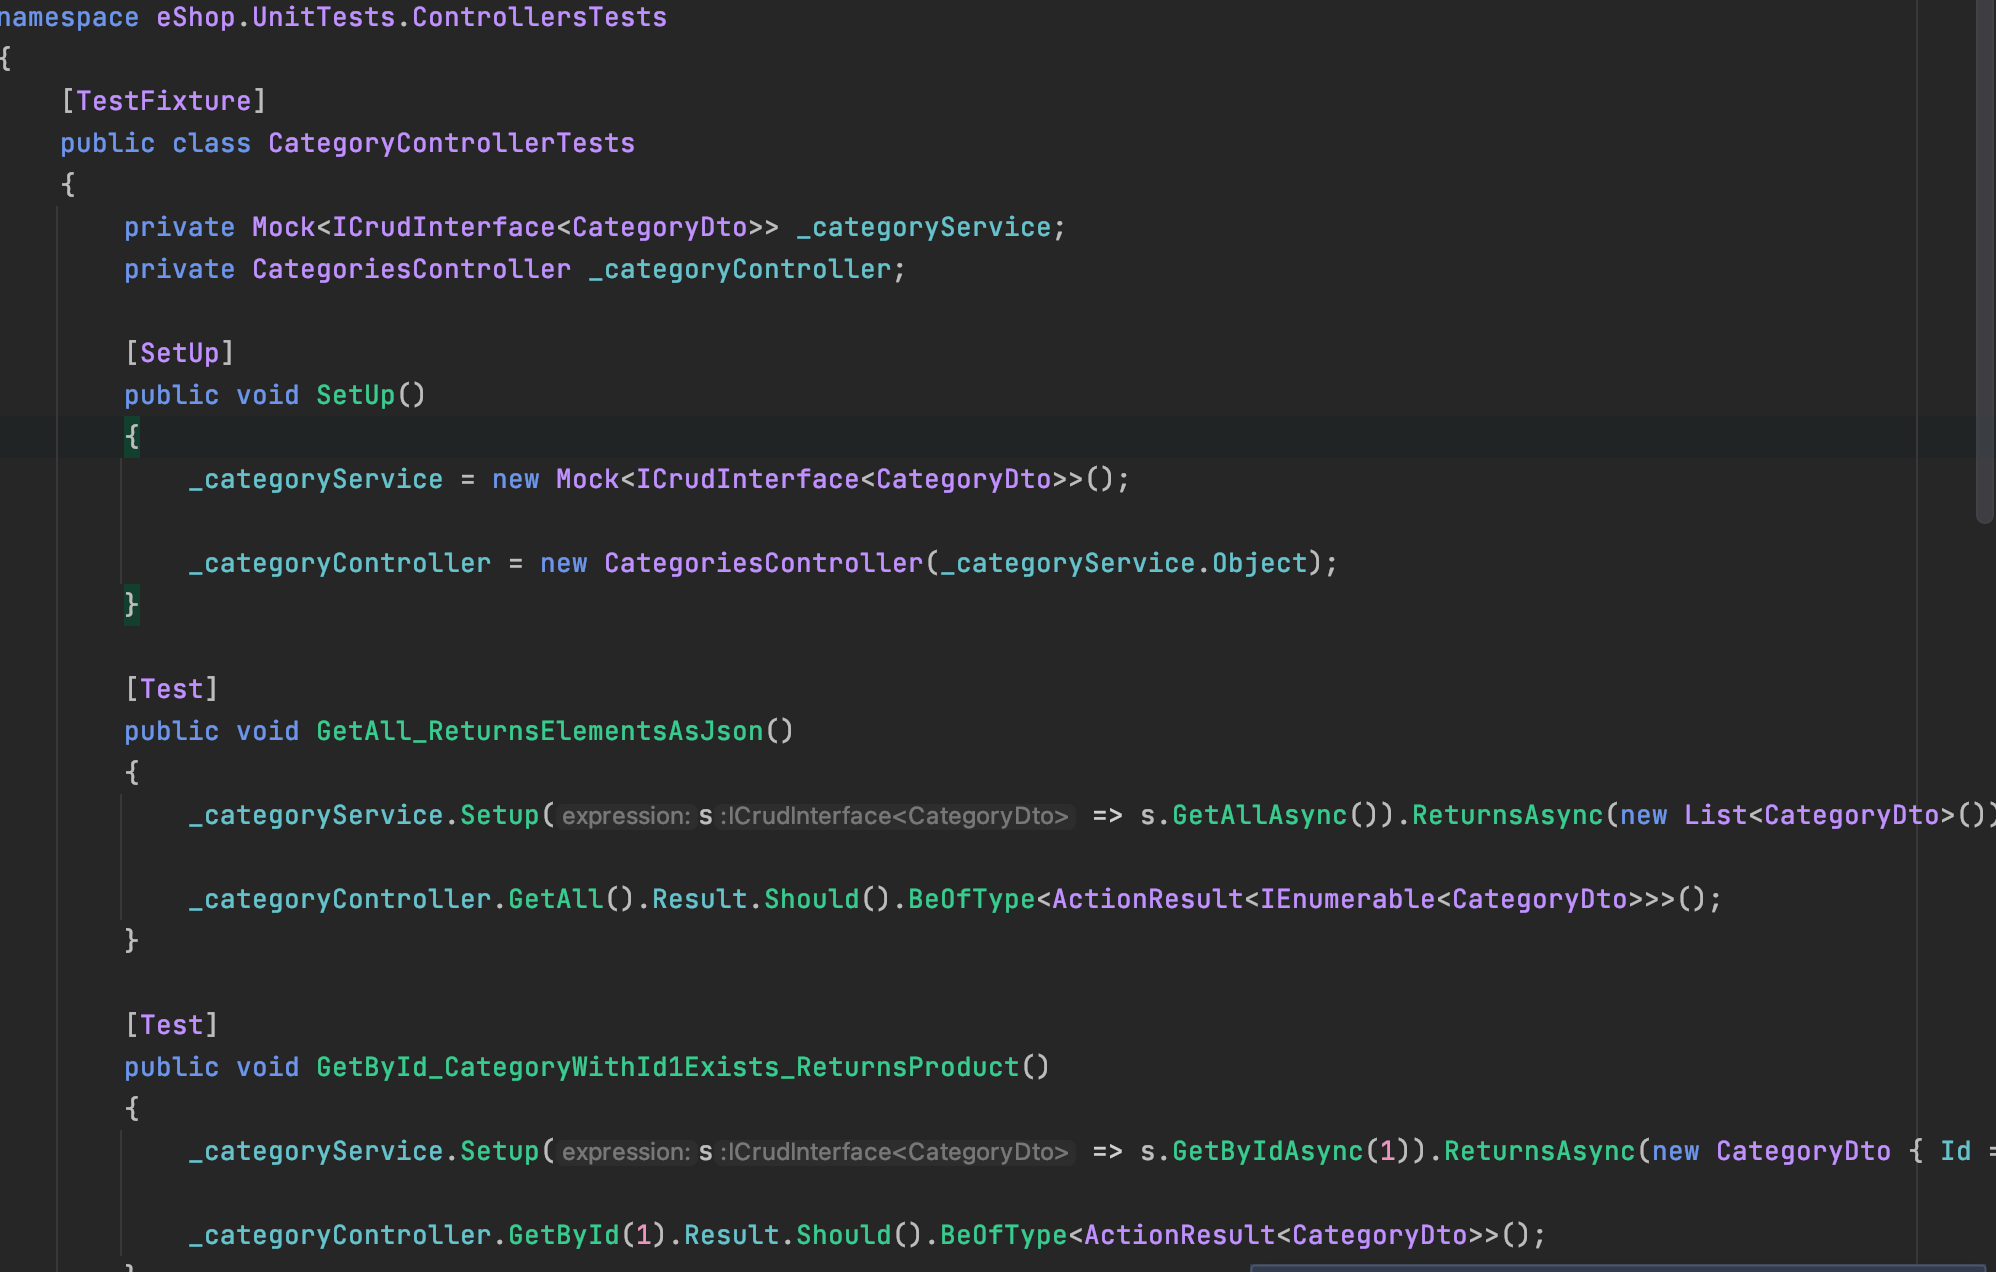 namespace eShop.UnitTests.ControllersTests
{
[TestFixture]
public class CategoryControllerTests
{
private Mock<ICrudInterface<CategoryDto>> _categoryService;
private CategoriesController _categoryController;
[SetUp]
public void SetUp()
{
_categoryService = new Mock<ICrudInterface<CategoryDto>>();
_categoryController = new CategoriesController(_categoryService.Object);
}
[Test]
public void GetAll_ReturnsElementsAsJson()
{
_categoryService.Setup( expression: s :ICrudInterface<CategoryDto> => s.GetAllAsync()).ReturnsAsync(new List<CategoryDto>())
_categoryController.GetAll().Result.Should().BeOfType<ActionResult<IEnumerable<CategoryDto>>>();
}
[Test]
public void GetById_CategoryWithId1Exists_ReturnsProduct()
{
_categoryService.Setup( expression: s :ICrudInterface<CategoryDto> => s.GetByIdAsync(1)).ReturnsAsync(new CategoryDto { Id =
_categoryController.GetById(1).Result.Should().BeOfType<ActionResult<CategoryDto>>();
}